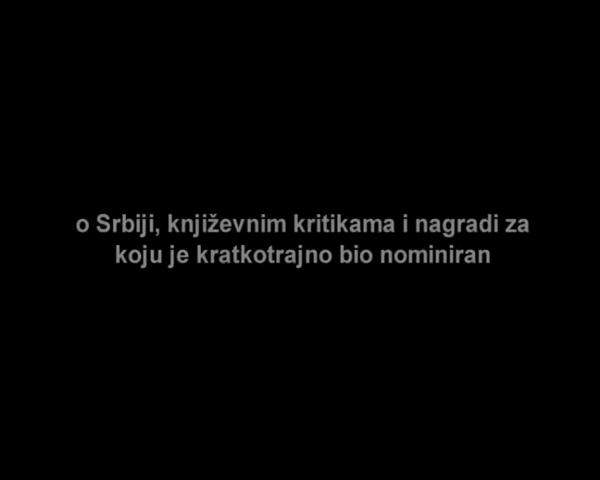 o Srbiji, književnim kritikama i nagradi za
koju je kratkotrajno bio nominiran